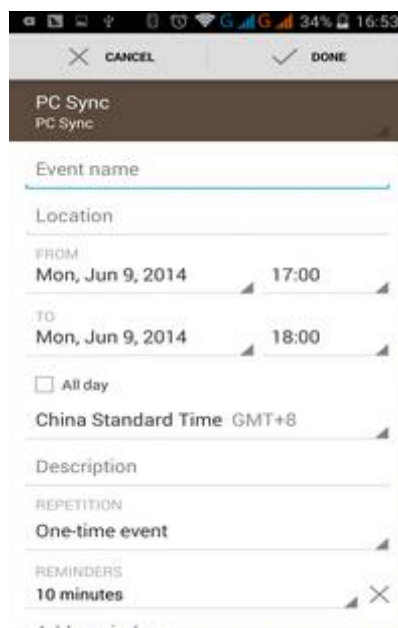 G G 34% 16:53
CANCEL DONE
PC Sync
PC Sync
Event name
Location
FROM
Mon, Jun 9, 2014 17:00
TO
Mon, Jun 9, 2014 18:00
All day
China Standard Time GMT+8
Description
REPETITION
One-time event
REMINDERS
10 minutes